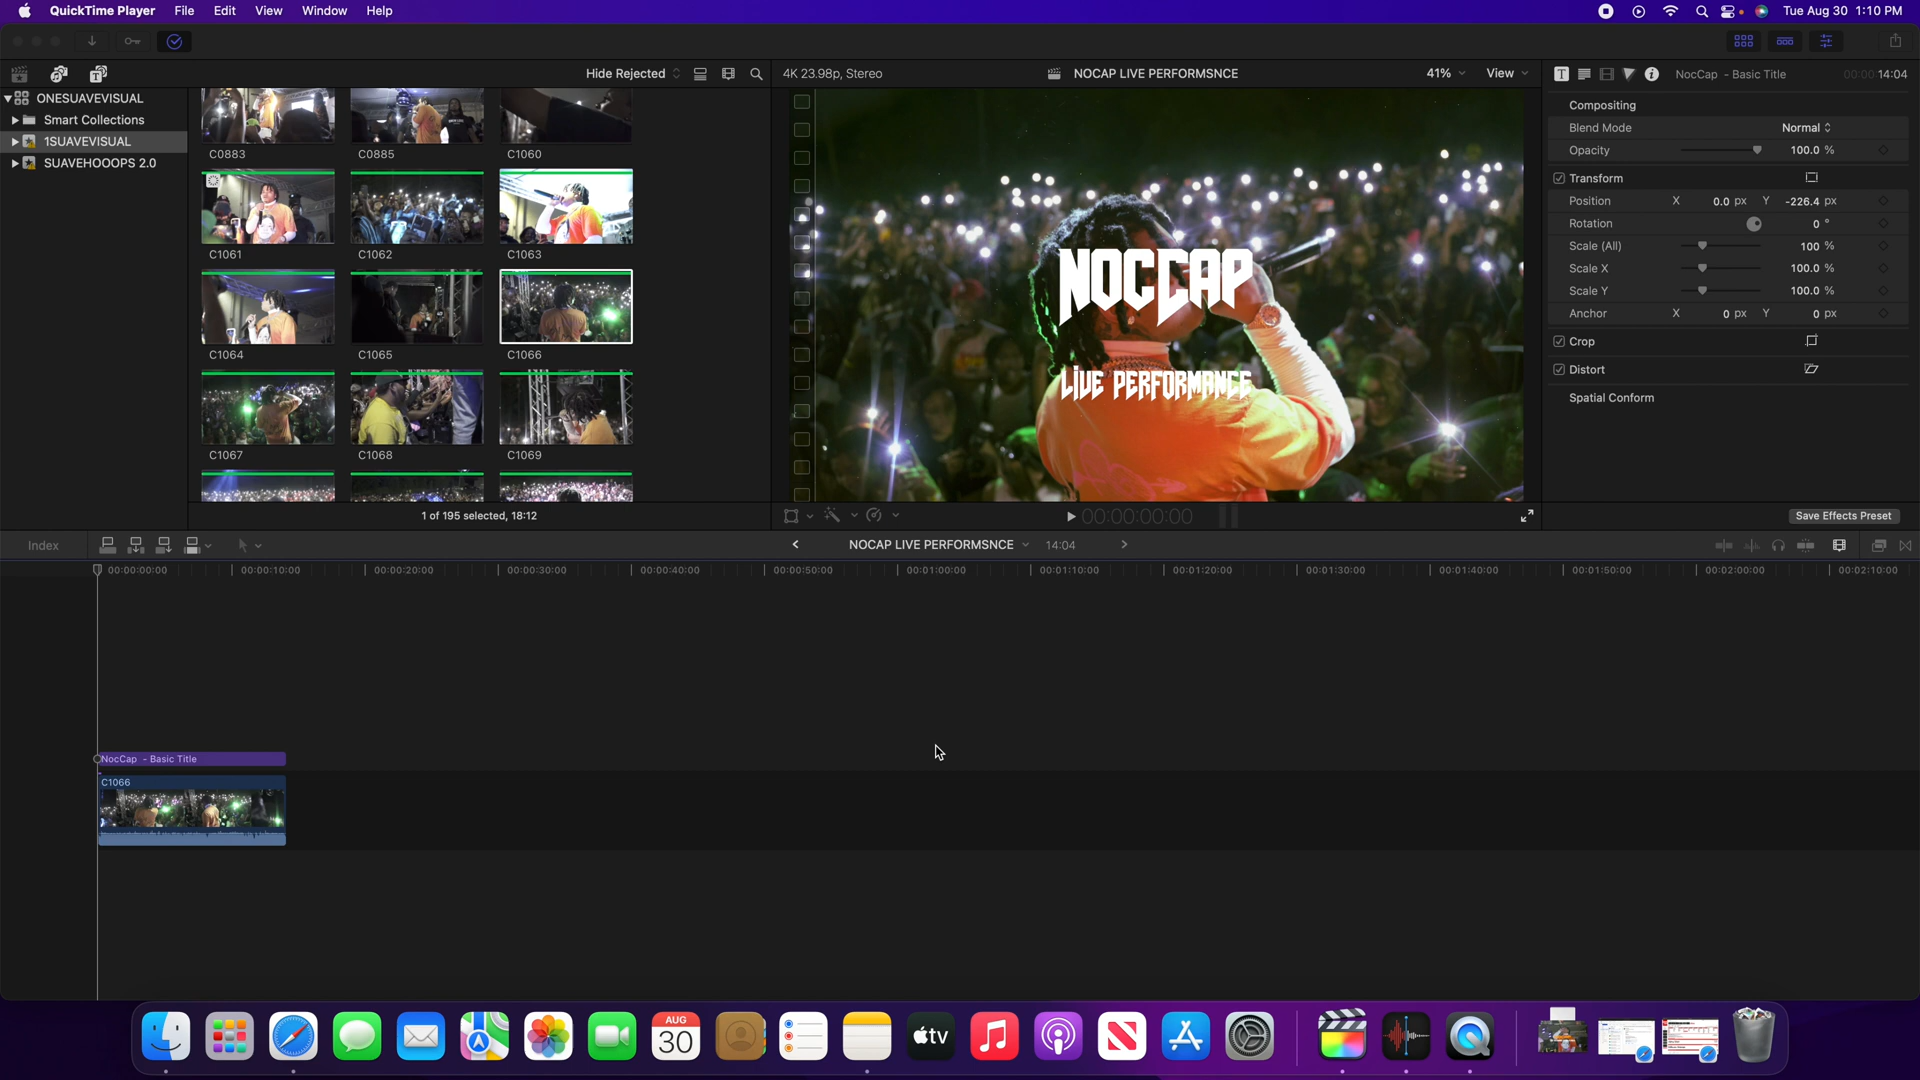 QuickTime Player File Edit View Window Help
Tue Aug 30 1:10 PM
Hide Rejected
4K 23.98p, Stereo
NOCAP LIVE PERFORMSNCE
41%
View
NocCap - Basic Title
00:00:14:04
ONESUAVEVISUAL
Smart Collections
1SUAVEVISUAL
SUAVEHOOOPS 2.0
C0883 C0885 C1060
C1061 C1062 C1063
C1064 C1065 C1066
C1067 C1068 C1069
1 of 195 selected, 18:12
NOCCAP
LIVE PERFORMANCE
00:00:00:00
Compositing
Blend Mode Normal
Opacity 100.0 %
Transform
Position X 0.0 px Y -226.4 px
Rotation 0 °
Scale (All) 100 %
Scale X 100.0 %
Scale Y 100.0 %
Anchor X 0 px Y 0 px
Crop
Distort
Spatial Conform
Save Effects Preset
Index
NOCAP LIVE PERFORMSNCE 14:04
00:00:00:00 00:00:10:00 00:00:20:00 00:00:30:00 00:00:40:00 00:00:50:00 00:01:00:00 00:01:10:00 00:01:20:00 00:01:30:00 00:01:40:00 00:01:50:00 00:02:00:00 00:02:10:00
NocCap - Basic Title
C1066
AUG
30
tv